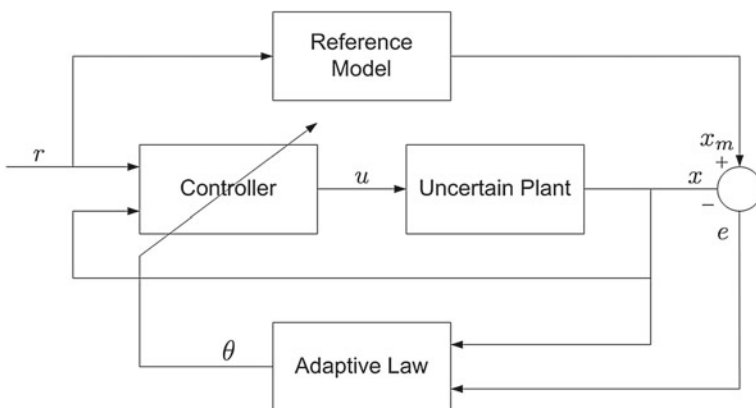 Reference
Model
r
Controller
u
Uncertain Plant
x
x_m
+
−
e
θ
Adaptive Law